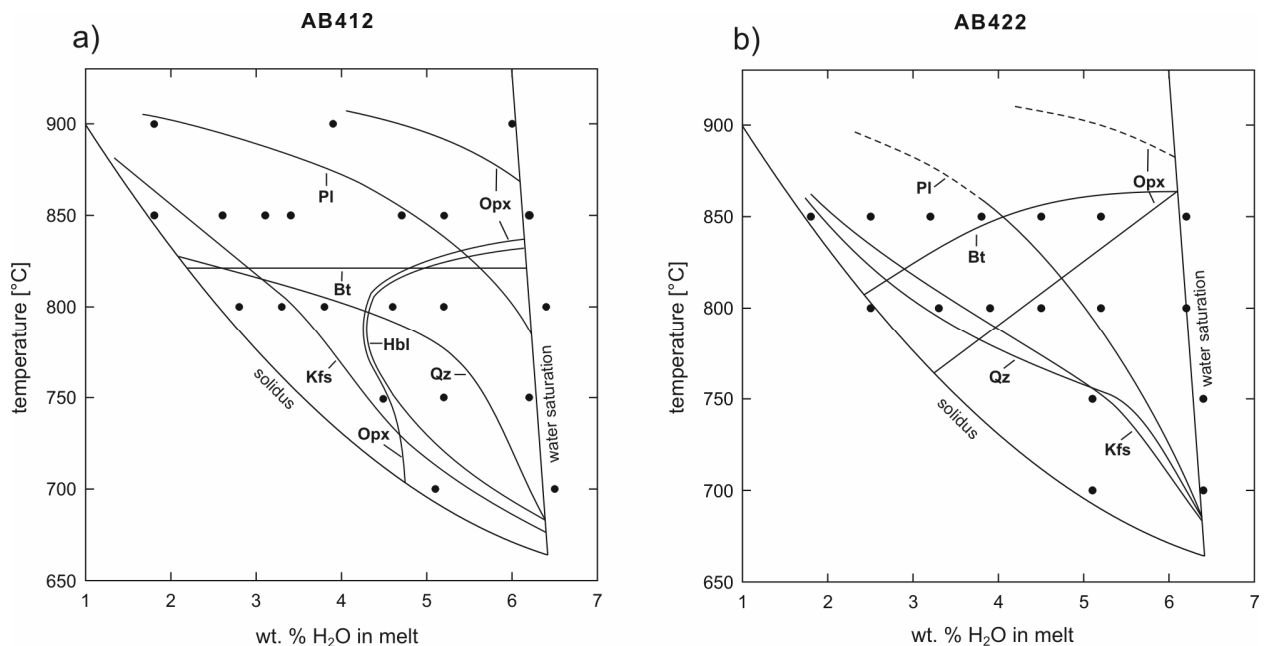 AB412
a)
900
850
800
750
700
650
temperature [°C]
1 2 3 4 5 6 7
wt. % H₂O in melt
Pl
Opx
Bt
Hbl
Kfs
Qz
Opx
solidus
water saturation
AB422
b)
900
850
800
750
700
650
temperature [°C]
1 2 3 4 5 6 7
wt. % H₂O in melt
Pl
Opx
Bt
Qz
Kfs
solidus
water saturation